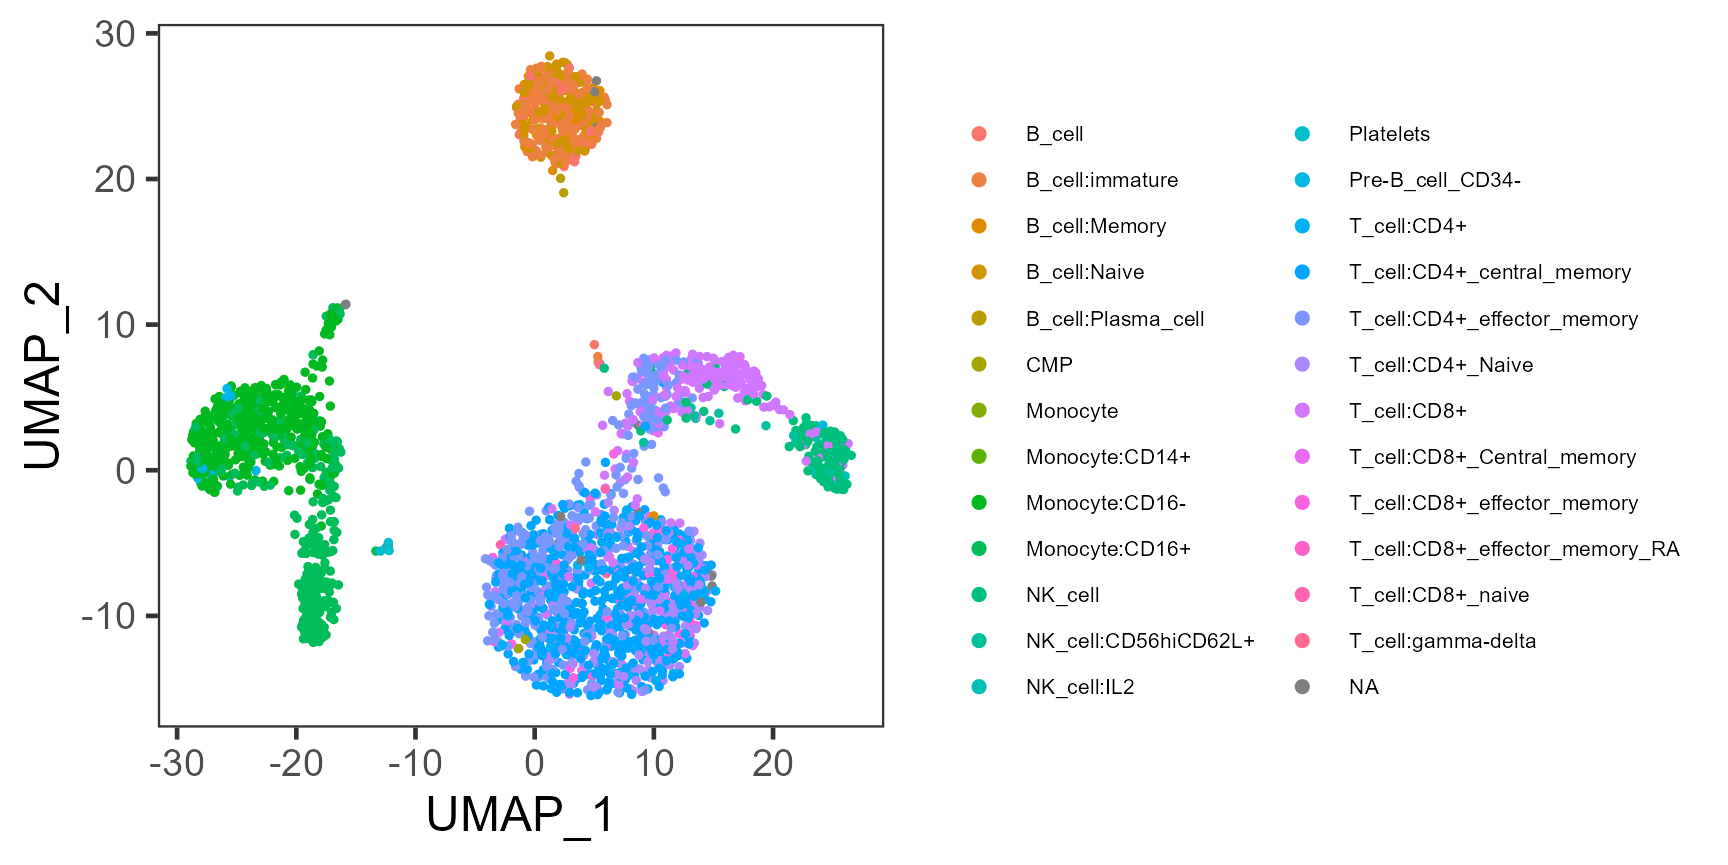 30
20
10
0
-10
UMAP_2
-30
-20
-10
0
10
20
UMAP_1
B_cell
B_cell:immature
B_cell:Memory
B_cell:Naive
B_cell:Plasma_cell
CMP
Monocyte
Monocyte:CD14+
Monocyte:CD16-
Monocyte:CD16+
NK_cell
NK_cell:CD56hiCD62L+
NK_cell:IL2
Platelets
Pre-B_cell_CD34-
T_cell:CD4+
T_cell:CD4+_central_memory
T_cell:CD4+_effector_memory
T_cell:CD4+_Naive
T_cell:CD8+
T_cell:CD8+_Central_memory
T_cell:CD8+_effector_memory
T_cell:CD8+_effector_memory_RA
T_cell:CD8+_naive
T_cell:gamma-delta
NA